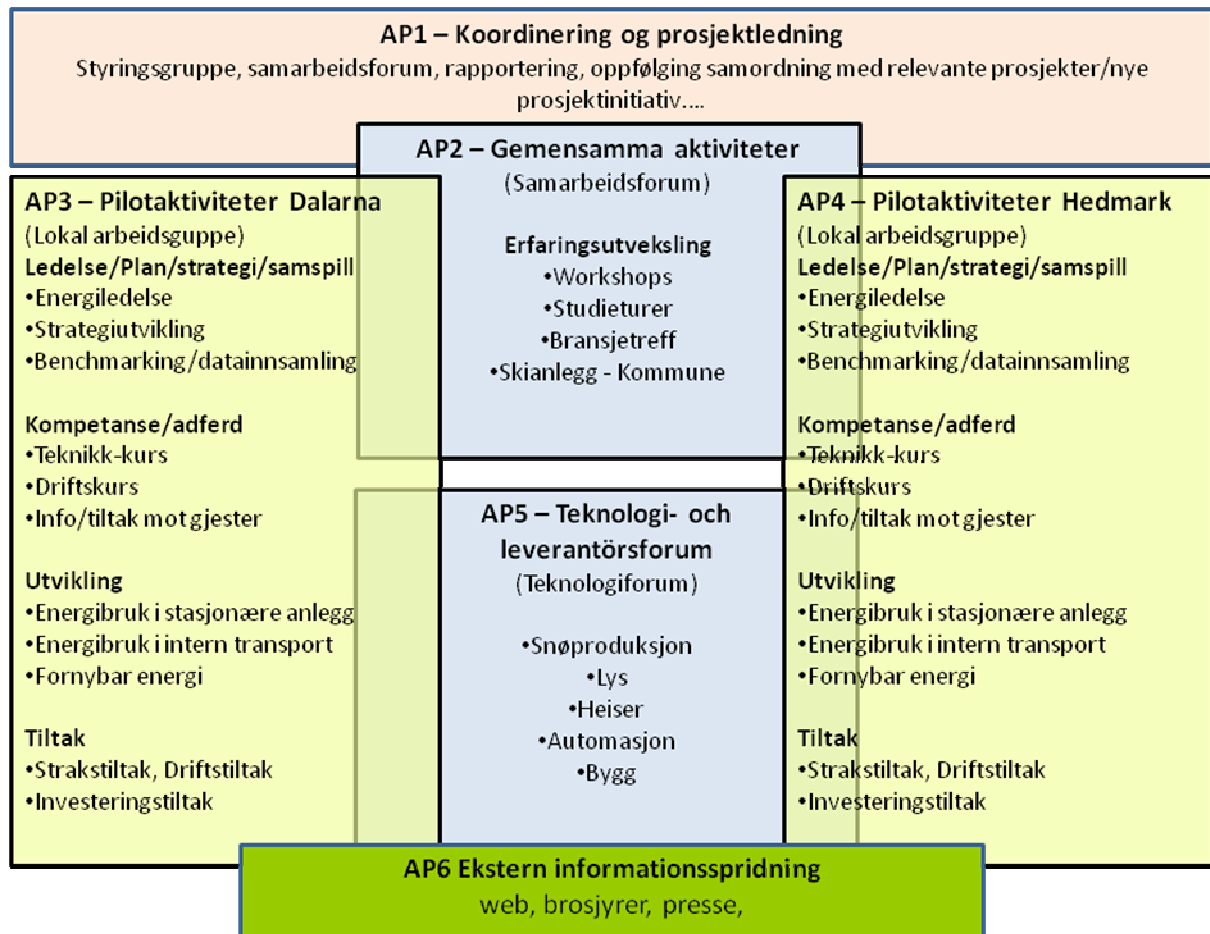 AP1 – Koordinering og prosjektledning
Styringsgruppe, samarbeidsforum, rapportering, oppfølging samordning med relevante prosjekter/nye
prosjektinitiativ....
AP2 – Gemensamma aktiviteter
(Samarbeidsforum)
Erfaringsutveksling
•Workshops
•Studieturer
•Bransjetreff
•Skianlegg - Kommune
AP3 – Pilotaktiviteter Dalarna
(Lokal arbeidsgruppe)
Ledelse/Plan/strategi/samspill
•Energiledelse
•Strategiutvikling
•Benchmarking/datainnsamling
Kompetanse/adferd
•Teknikk-kurs
•Driftskurs
•Info/tiltak mot gjester
Utvikling
•Energibruk i stasjonære anlegg
•Energibruk i intern transport
•Fornybar energi
Tiltak
•Strakstiltak, Driftstiltak
•Investeringstiltak
AP4 – Pilotaktiviteter Hedmark
(Lokal arbeidsgruppe)
Ledelse/Plan/strategi/samspill
•Energiledelse
•Strategiutvikling
•Benchmarking/datainnsamling
Kompetanse/adferd
•Teknikk-kurs
•Driftskurs
•Info/tiltak mot gjester
Utvikling
•Energibruk i stasjonære anlegg
•Energibruk i intern transport
•Fornybar energi
Tiltak
•Strakstiltak, Driftstiltak
•Investeringstiltak
AP5 – Teknologi- och
leverantörsforum
(Teknologiforum)
•Snøproduksjon
•Lys
•Heiser
•Automasjon
•Bygg
AP6 Ekstern informationsspridning
web, brosjyrer, presse,